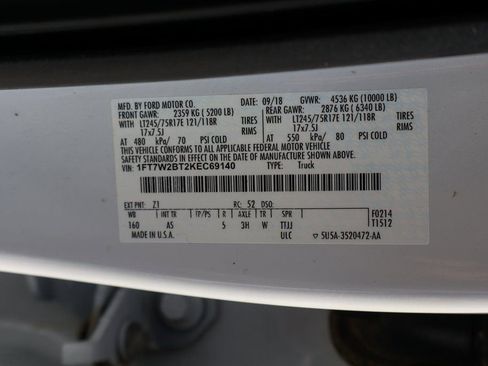 MFD. BY FORD MOTOR CO. 09/18 GVWR: 4536 KG (10000 LB)
FRONT GAWR: 2359 KG (5200 LB) REAR GAWR: 2876 KG (6340 LB)
WITH LT245/75R17E 121/118R TIRES WITH LT245/75R17E 121/118R TIRES
17x7.5J RIMS 17x7.5J RIMS
AT 480 kPa/ 70 PSI COLD AT 550 kPa/ 80 PSI COLD
THIS VEHICLE CONFORMS TO ALL APPLICABLE FEDERAL MOTOR VEHICLE
SAFETY STANDARDS IN EFFECT ON THE DATE OF MANUFACTURE SHOWN ABOVE.
VIN: 1FT7W2BT2KEC69140 TYPE: Truck
EXT PNT: Z1 RC: 52 DSO:
WB INT TR TP/PS R AXLE TR SPR F0214
160 AS 5 3H W TTJJ T1512
MADE IN U.S.A. ULC ▽ 5U5A-3520472-AA